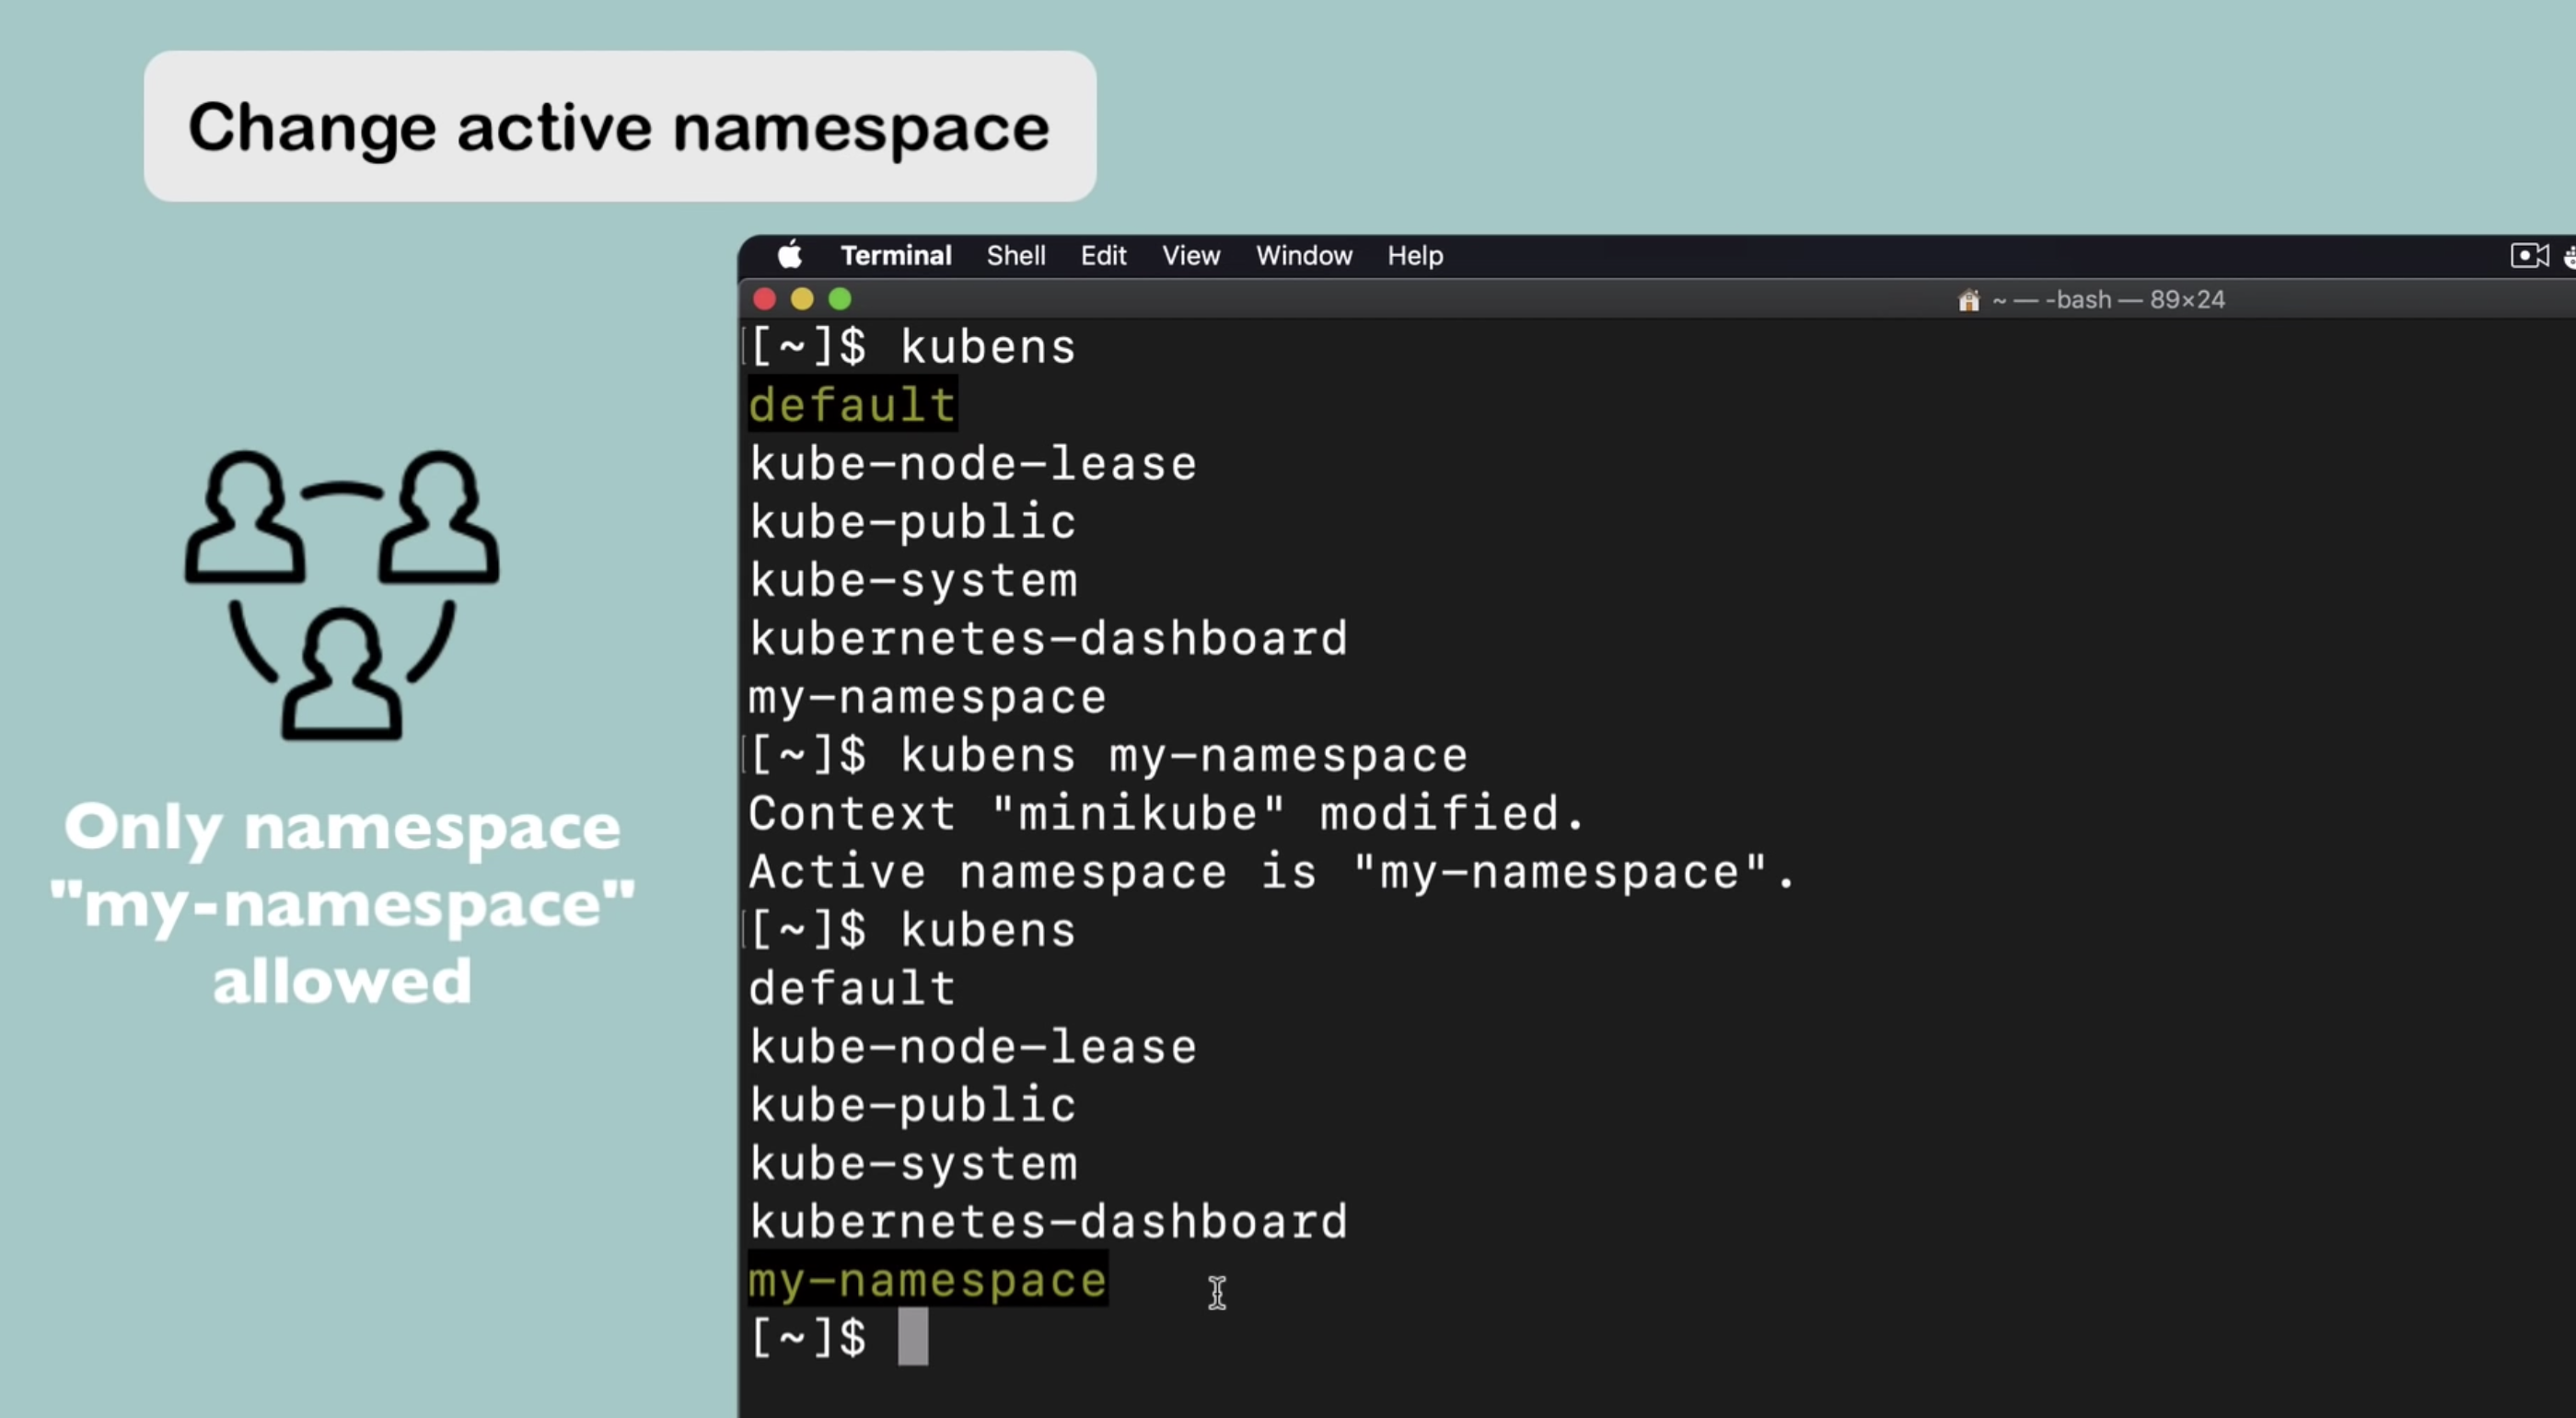 Change active namespace
Terminal Shell Edit View Window Help
~ — -bash — 89×24
[~]$ kubens
default
kube-node-lease
kube-public
kube-system
kubernetes-dashboard
my-namespace
[~]$ kubens my-namespace
Context "minikube" modified.
Active namespace is "my-namespace".
[~]$ kubens
default
kube-node-lease
kube-public
kube-system
kubernetes-dashboard
my-namespace
[~]$
Only namespace
"my-namespace"
allowed